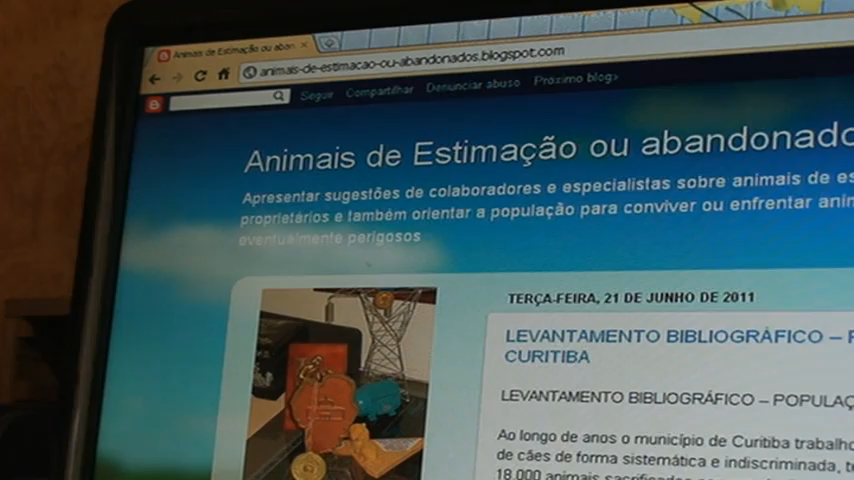 Animais de Estimação ou aban
animais-de-estimacao-ou-abandonados.blogspot.com
Seguir Compartilhar Denunciar abuso Próximo blog»
Animais de Estimação ou abandonado
Apresentar sugestões de colaboradores e especialistas sobre animais de es
proprietários e também orientar a população para conviver ou enfrentar anim
eventualmente perigosos
TERÇA-FEIRA, 21 DE JUNHO DE 2011
LEVANTAMENTO BIBLIOGRÁFICO –
CURITIBA
LEVANTAMENTO BIBLIOGRÁFICO – POPULAÇ
Ao longo de anos o município de Curitiba trabalho
de cães de forma sistemática e indiscriminada, t
18.000 animais sacrificados